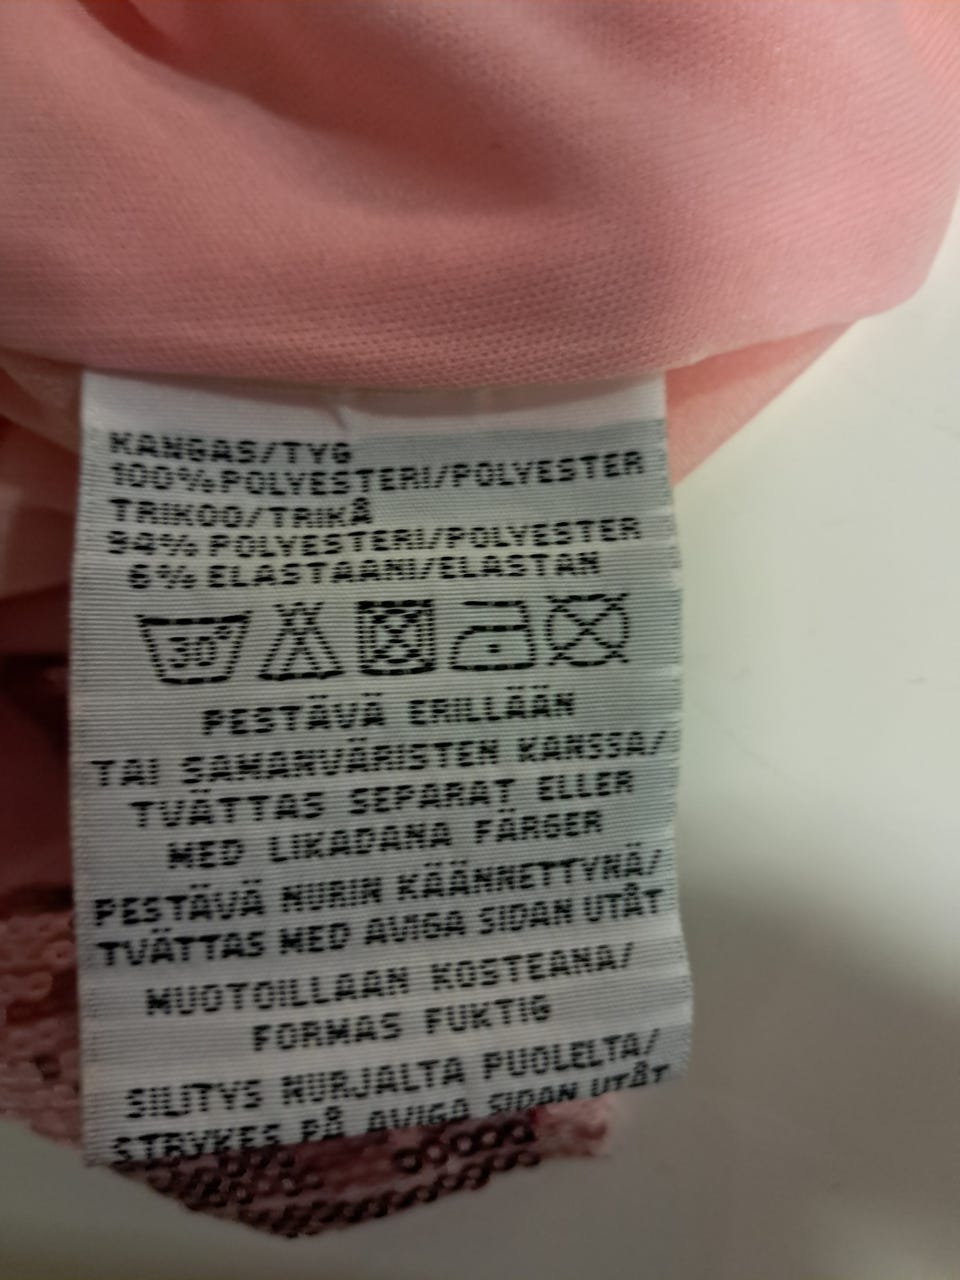 KANGAS/TYG
100% POLYESTERI/POLYESTER
TRIKOO/TRIKÅ
94% POLYESTERI/POLYESTER
6% ELASTAANI/ELASTAN
30°
PESTÄVÄ ERILLÄÄN
TAI SAMANVÄRISTEN KANSSA/
TVÄTTAS SEPARAT ELLER
MED LIKADANA FÄRGER
PESTÄVÄ NURIN KÄÄNNETTYNÄ/
TVÄTTAS MED AVIGA SIDAN UTÅT
MUOTOILLAAN KOSTEANA/
FORMAS FUKTIG
SILITYS NURJALTA PUOLELTA/
STRYKES PÅ AVIGA SIDAN UTÅT